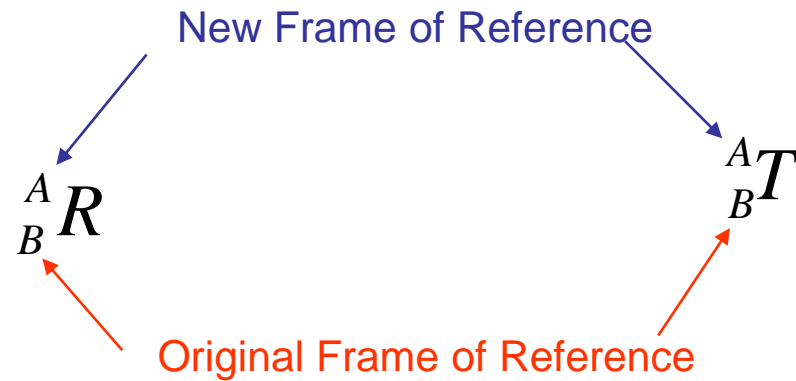 New Frame of Reference
A
B R
A
B T
Original Frame of Reference